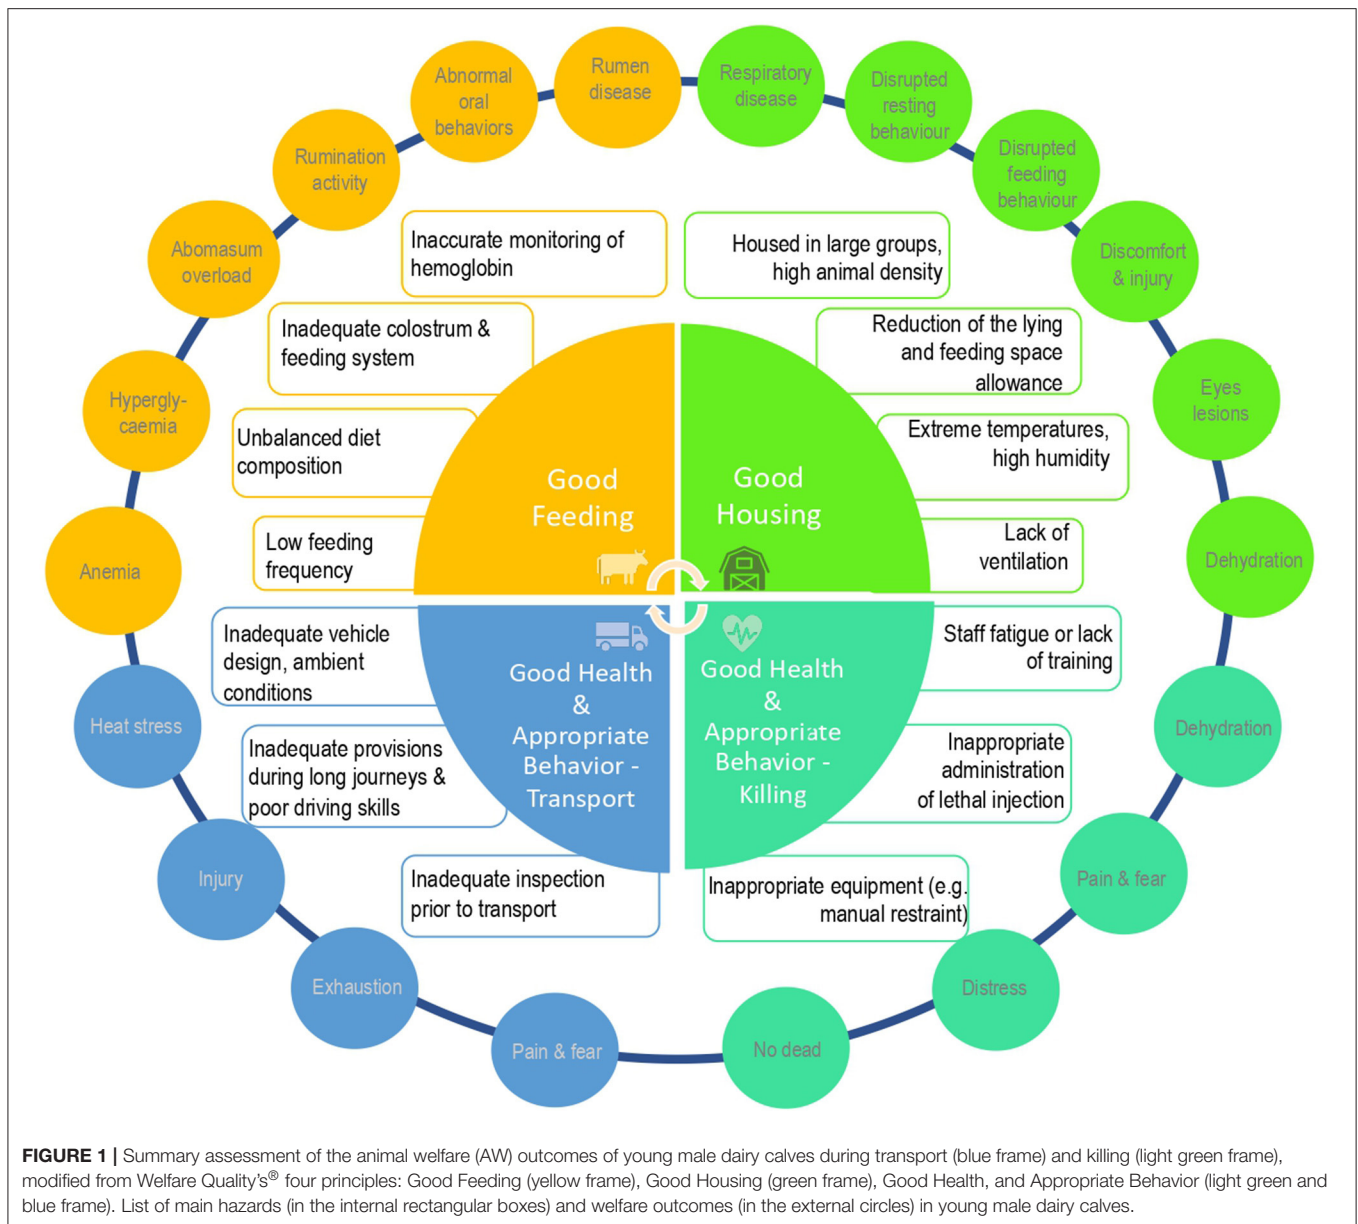 Abnormal
oral
behaviors
Rumen
disease
Respiratory
disease
Disrupted
resting
behaviour
Rumination
activity
Disrupted
feeding
behaviour
Abomasum
overload
Discomfort
& injury
Hypergly-
caemia
Eyes
lesions
Anemia
Dehydration
Heat stress
Dehydration
Injury
Pain & fear
Exhaustion
Distress
Pain & fear
No dead
Inaccurate monitoring of
hemoglobin
Housed in large groups,
high animal density
Inadequate colostrum &
feeding system
Reduction of the lying
and feeding space
allowance
Unbalanced diet
composition
Extreme temperatures,
high humidity
Low feeding
frequency
Lack of
ventilation
Good
Feeding
Good
Housing
Inadequate vehicle
design, ambient
conditions
Staff fatigue or lack
of training
Good Health
&
Appropriate
Behavior -
Transport
Good Health
&
Appropriate
Behavior -
Killing
Inadequate provisions
during long journeys &
poor driving skills
Inappropriate
administration
of lethal injection
Inadequate inspection
prior to transport
Inappropriate equipment (e.g.
manual restraint)
FIGURE 1 | Summary assessment of the animal welfare (AW) outcomes of young male dairy calves during transport (blue frame) and killing (light green frame),
modified from Welfare Quality's® four principles: Good Feeding (yellow frame), Good Housing (green frame), Good Health, and Appropriate Behavior (light green and
blue frame). List of main hazards (in the internal rectangular boxes) and welfare outcomes (in the external circles) in young male dairy calves.